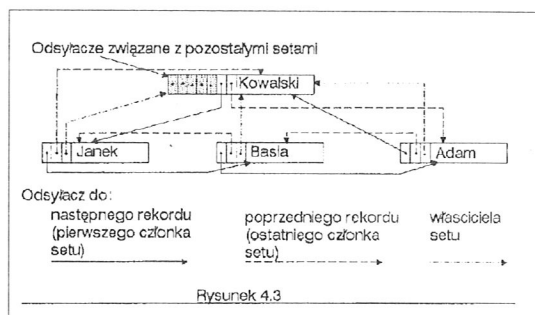 Odsyłacze związane z pozostałymi setami
Kowalski
Janek
Basia
Adam
Odsyłacz do:
następnego rekordu
(pierwszego członka
setu)
poprzedniego rekordu
(ostatniego członka
setu)
właściciela
setu
Rysunek 4.3